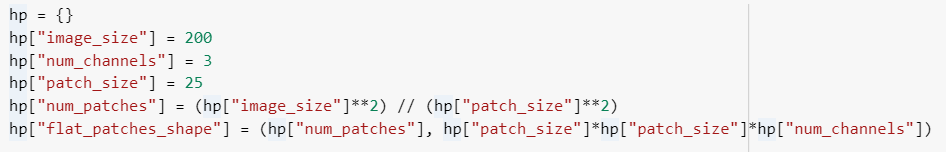 hp = {}
hp["image_size"] = 200
hp["num_channels"] = 3
hp["patch_size"] = 25
hp["num_patches"] = (hp["image_size"]**2) // (hp["patch_size"]**2)
hp["flat_patches_shape"] = (hp["num_patches"], hp["patch_size"]*hp["patch_size"]*hp["num_channels"])